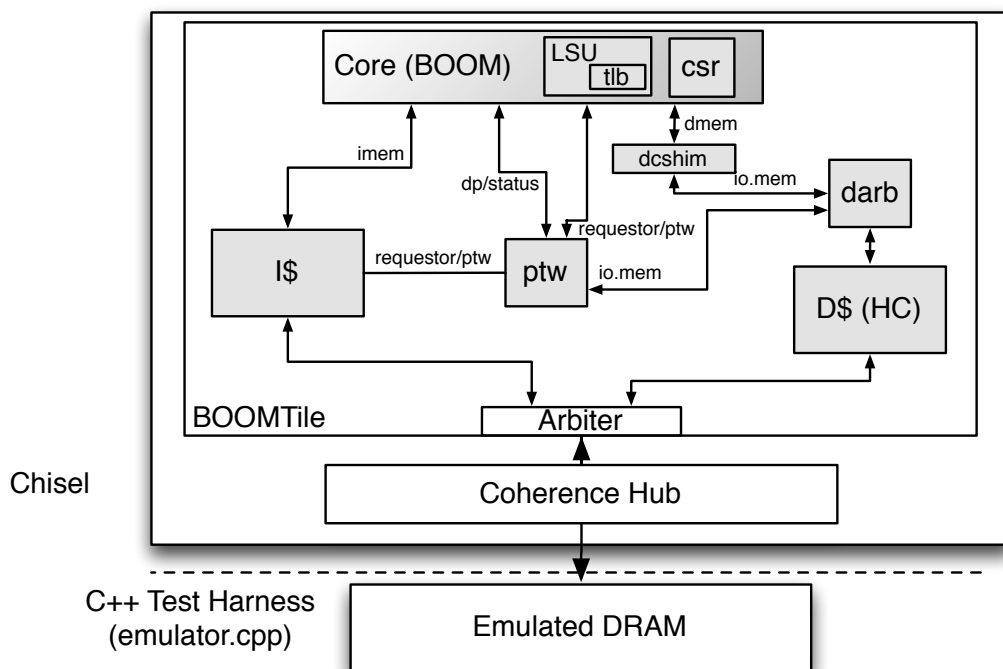 Core (BOOM)
LSU
tlb
csr
imem
dmem
dcshim
dp/status
io.mem
darb
requestor/ptw
requestor/ptw
I$
ptw
io.mem
D$ (HC)
BOOMTile
Arbiter
Chisel
Coherence Hub
C++ Test Harness
(emulator.cpp)
Emulated DRAM